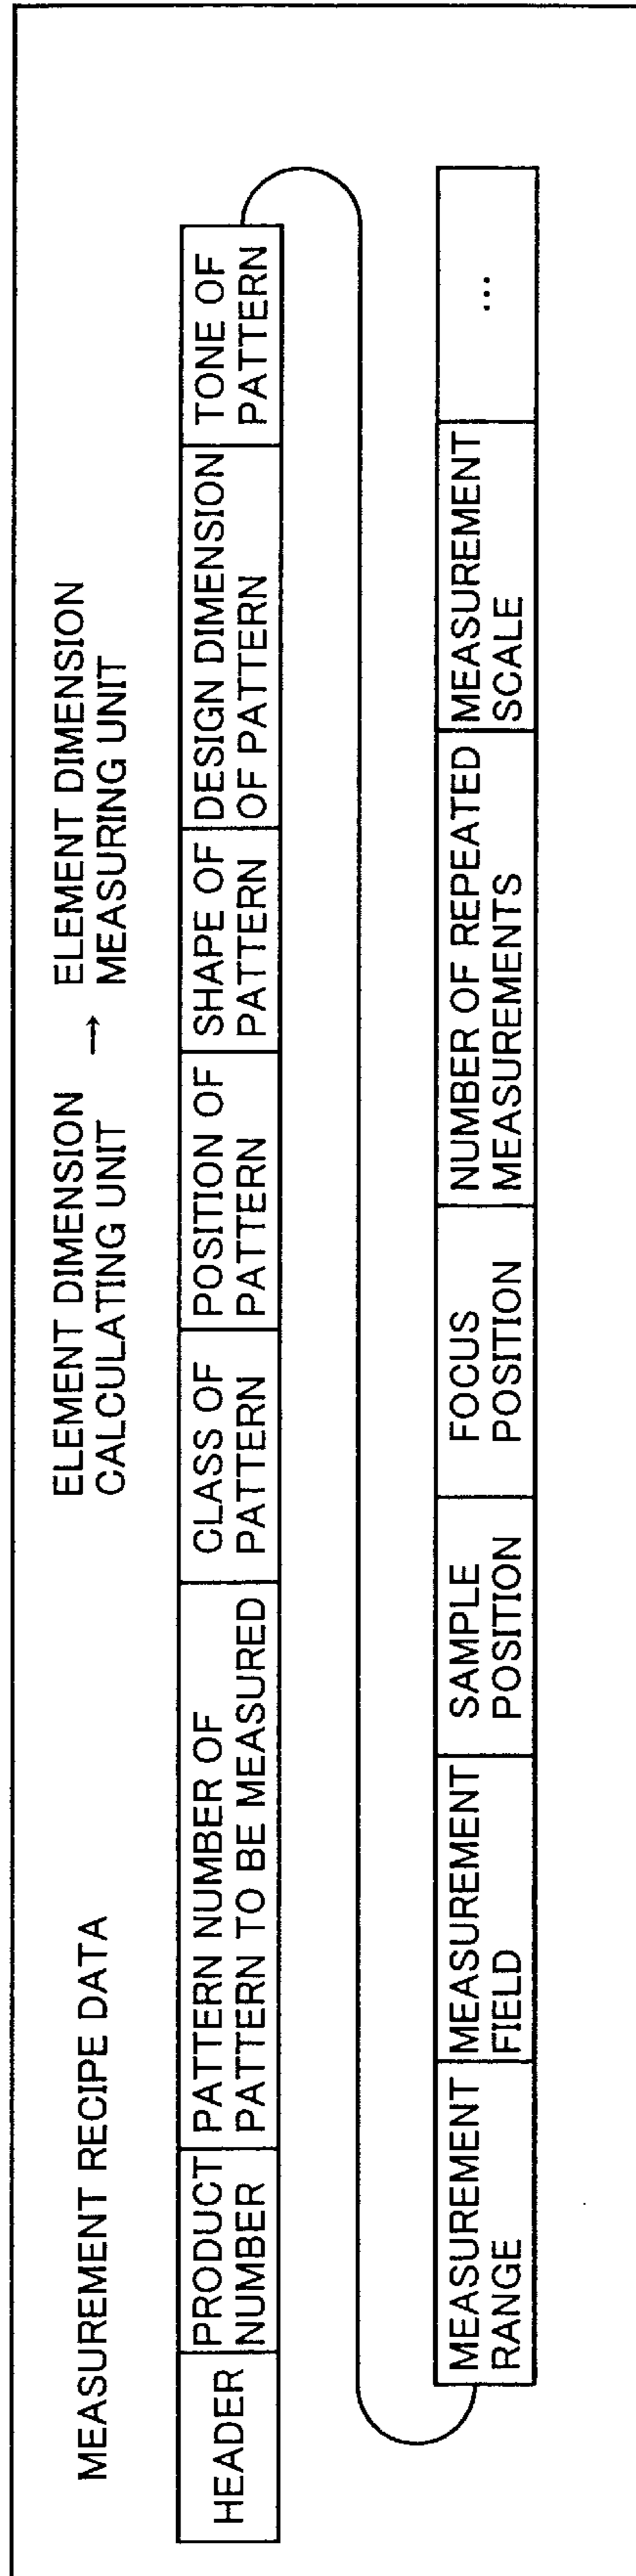 MEASUREMENT RECIPE DATA
ELEMENT DIMENSION
CALCULATING UNIT
→
ELEMENT DIMENSION
MEASURING UNIT
HEADER
PRODUCT
NUMBER
PATTERN NUMBER OF
PATTERN TO BE MEASURED
CLASS OF
PATTERN
POSITION OF
PATTERN
SHAPE OF
PATTERN
DESIGN DIMENSION
OF PATTERN
TONE OF
PATTERN
MEASUREMENT
RANGE
MEASUREMENT
FIELD
SAMPLE
POSITION
FOCUS
POSITION
NUMBER OF REPEATED
MEASUREMENTS
MEASUREMENT
SCALE
...